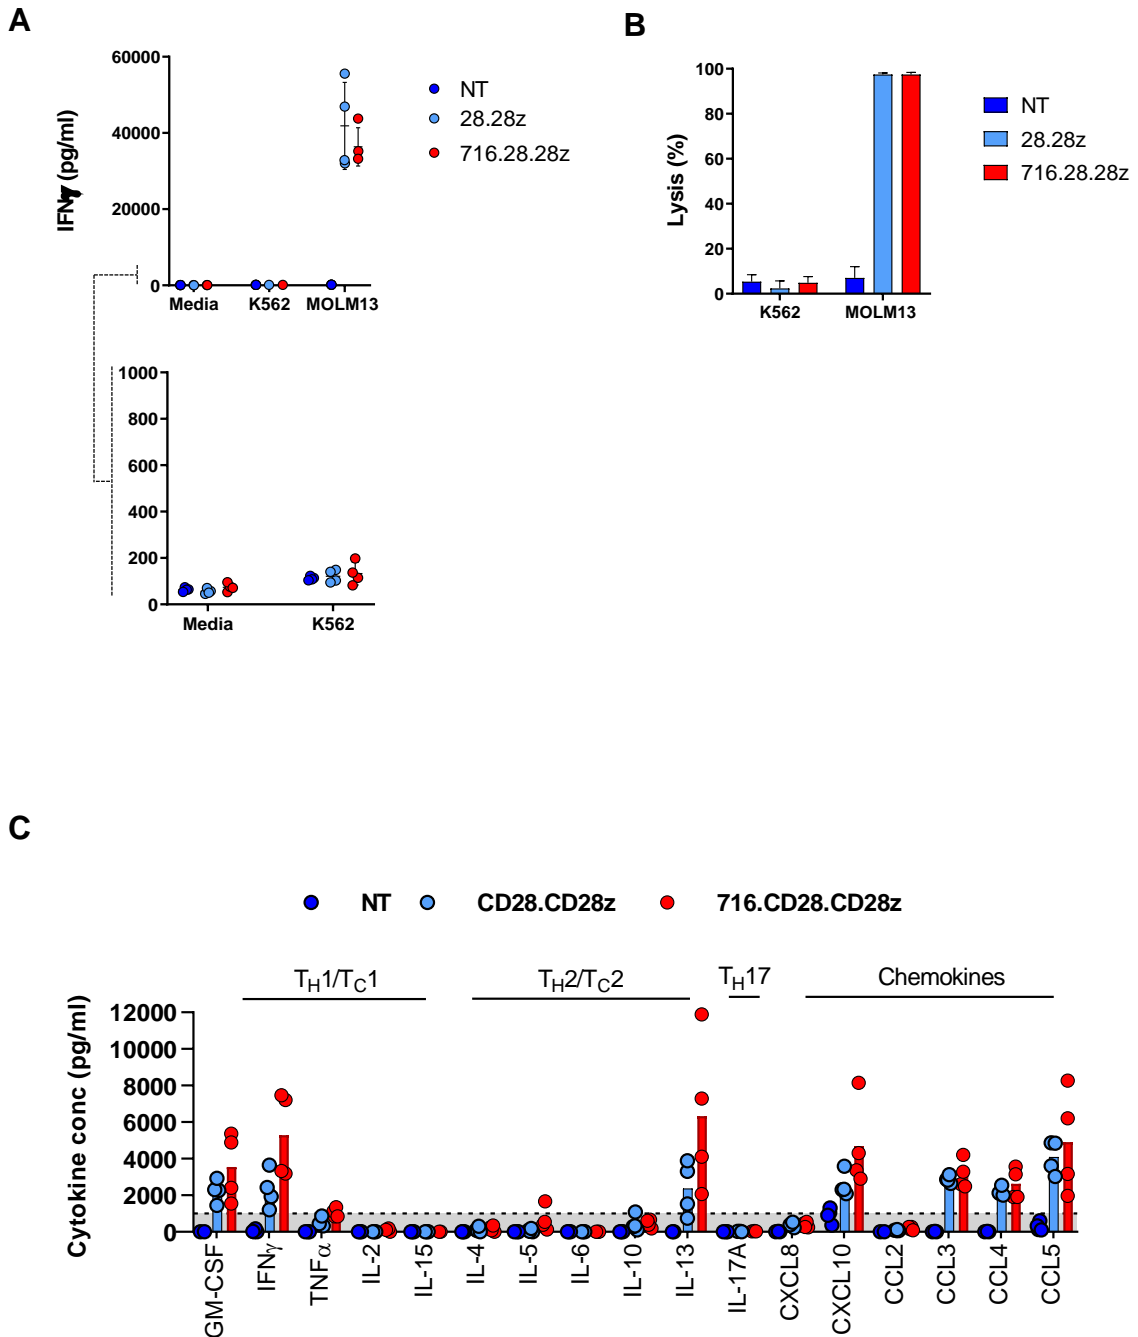 A
IFNγ (pg/ml)
60000
40000
20000
0
Media
K562
MOLM13
NT
28.28z
716.28.28z
1000
800
600
400
200
0
Media
K562
B
Lysis (%)
100
80
60
40
20
0
K562
MOLM13
NT
28.28z
716.28.28z
C
NT
CD28.CD28z
716.CD28.CD28z
TH1/TC1
TH2/TC2
TH17
Chemokines
Cytokine conc (pg/ml)
12000
10000
8000
6000
4000
2000
0
GM-CSF
IFNγ
TNFα
IL-2
IL-15
IL-4
IL-5
IL-6
IL-10
IL-13
IL-17A
CXCL8
CXCL10
CCL2
CCL3
CCL4
CCL5